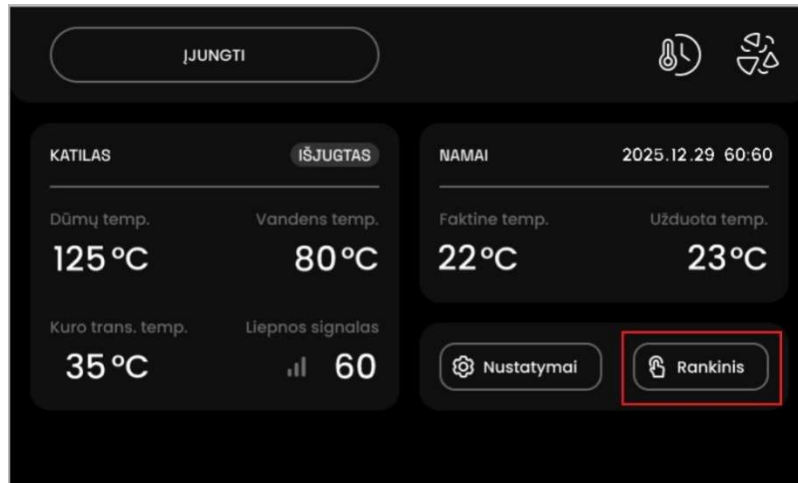 ĮJUNGTI
KATILAS IŠJUGTAS
Dūmų temp. Vandens temp.
125 °C 80 °C
Kuro trans. temp. Liepnos signalas
35 °C 60
NAMAI 2025.12.29 60:60
Faktine temp. Užduota temp.
22 °C 23 °C
Nustatymai Rankinis